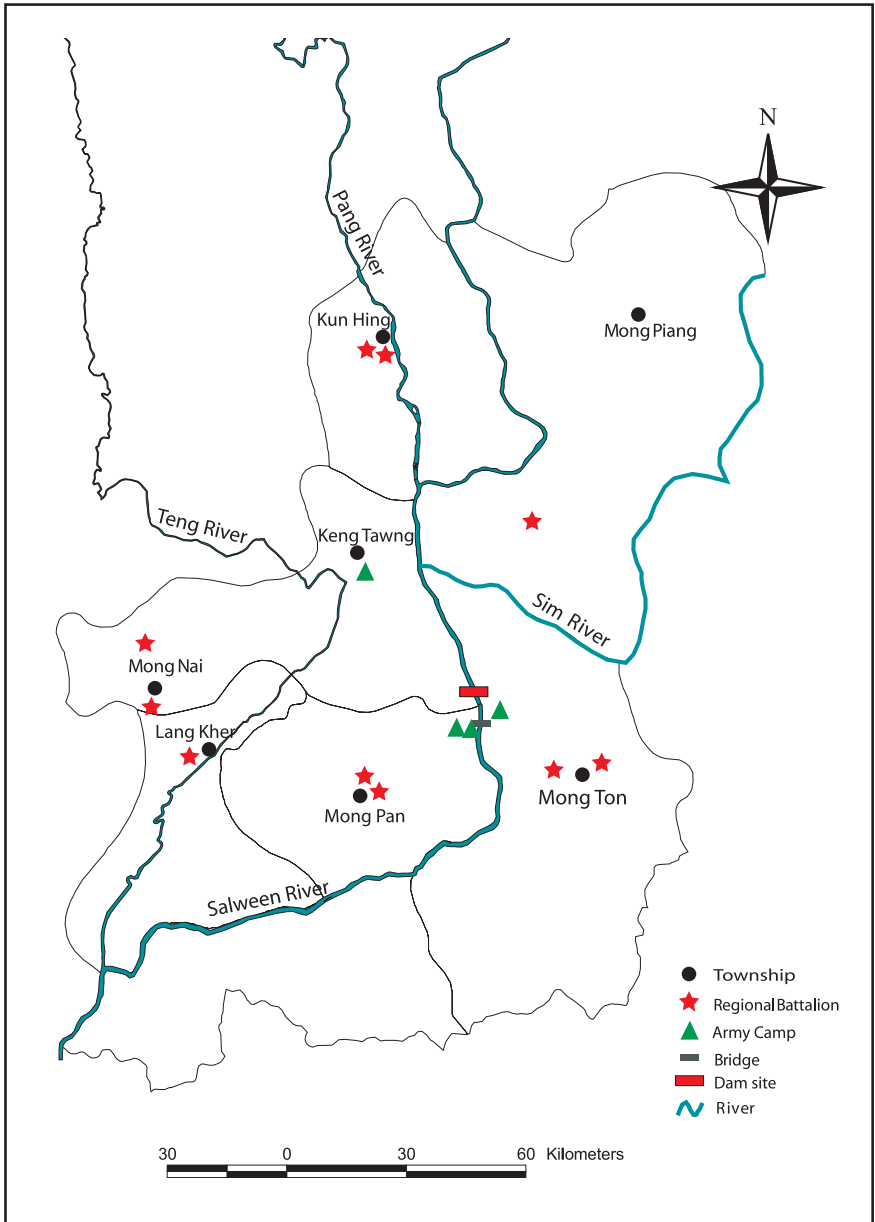 N
Pang River
Kun Hing
Mong Piang
Teng River
Keng Tawng
Sim River
Mong Nai
Lang Kher
Mong Pan
Mong Ton
Salween River
Township
Regional Battalion
Army Camp
Bridge
Dam site
River
30 0 30 60 Kilometers